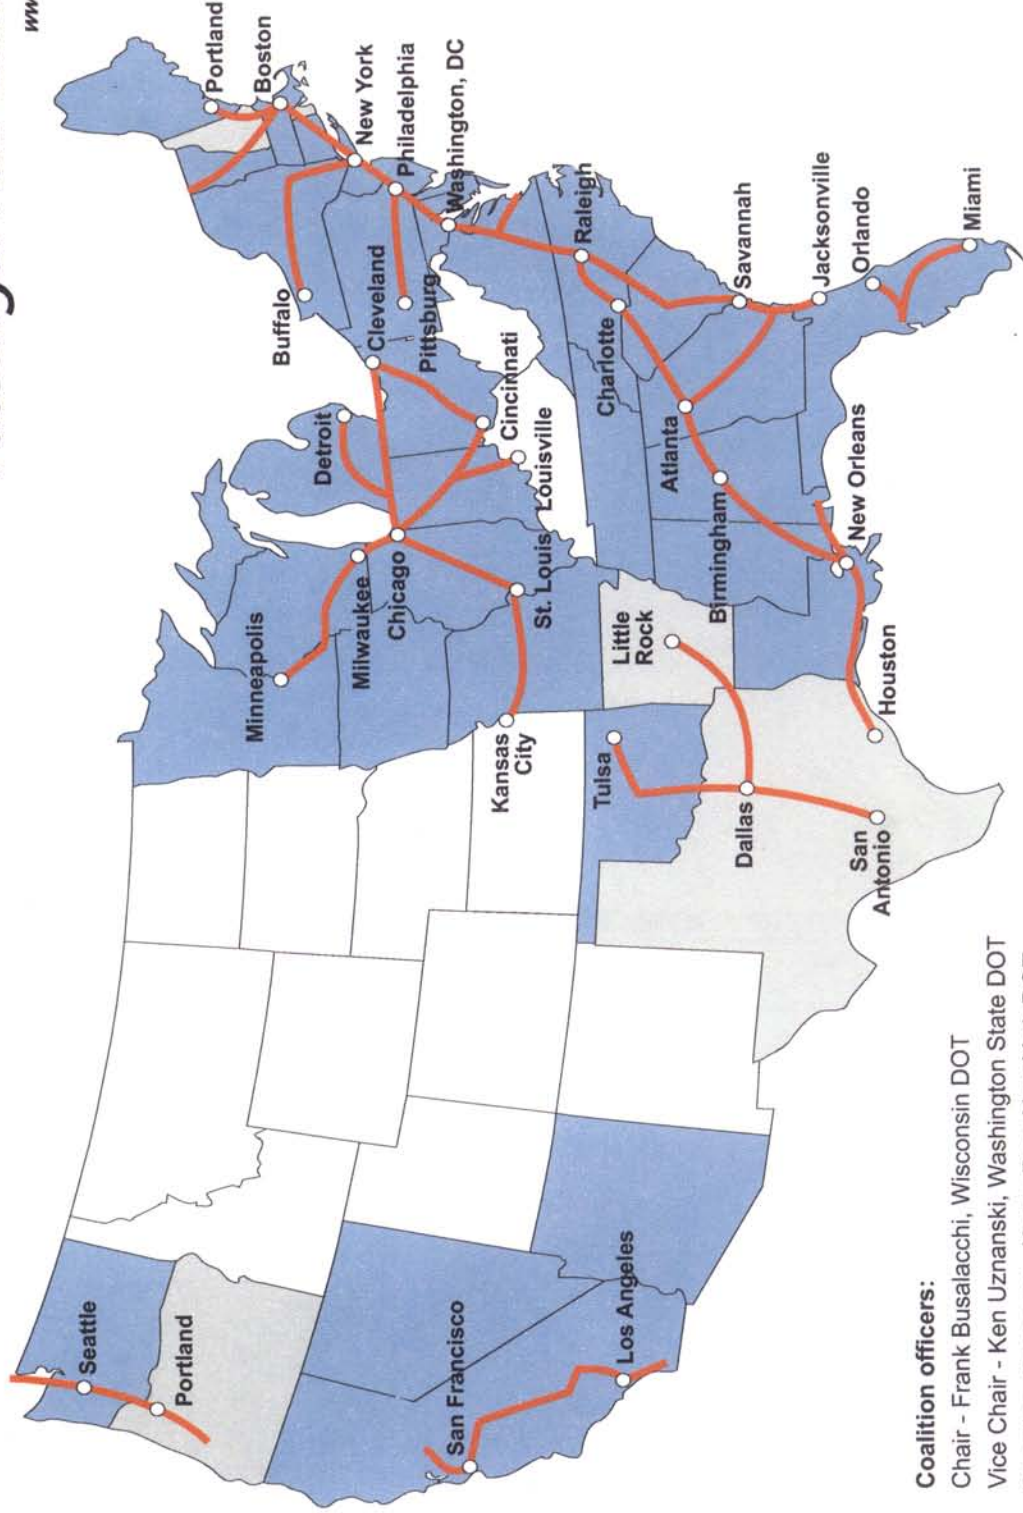 ww
Seattle
Portland
San Francisco
Los Angeles
Minneapolis
Milwaukee
Chicago
Detroit
Cleveland
Buffalo
Pittsburg
Cincinnati
Louisville
St. Louis
Kansas
City
Tulsa
Little
Rock
Dallas
San
Antonio
Houston
New Orleans
Birmingham
Atlanta
Charlotte
Raleigh
Savannah
Jacksonville
Orlando
Miami
Portland
Boston
New York
Philadelphia
Washington, DC
Coalition officers:
Chair - Frank Busalacchi, Wisconsin DOT
Vice Chair - Ken Uznanski, Washington State DOT